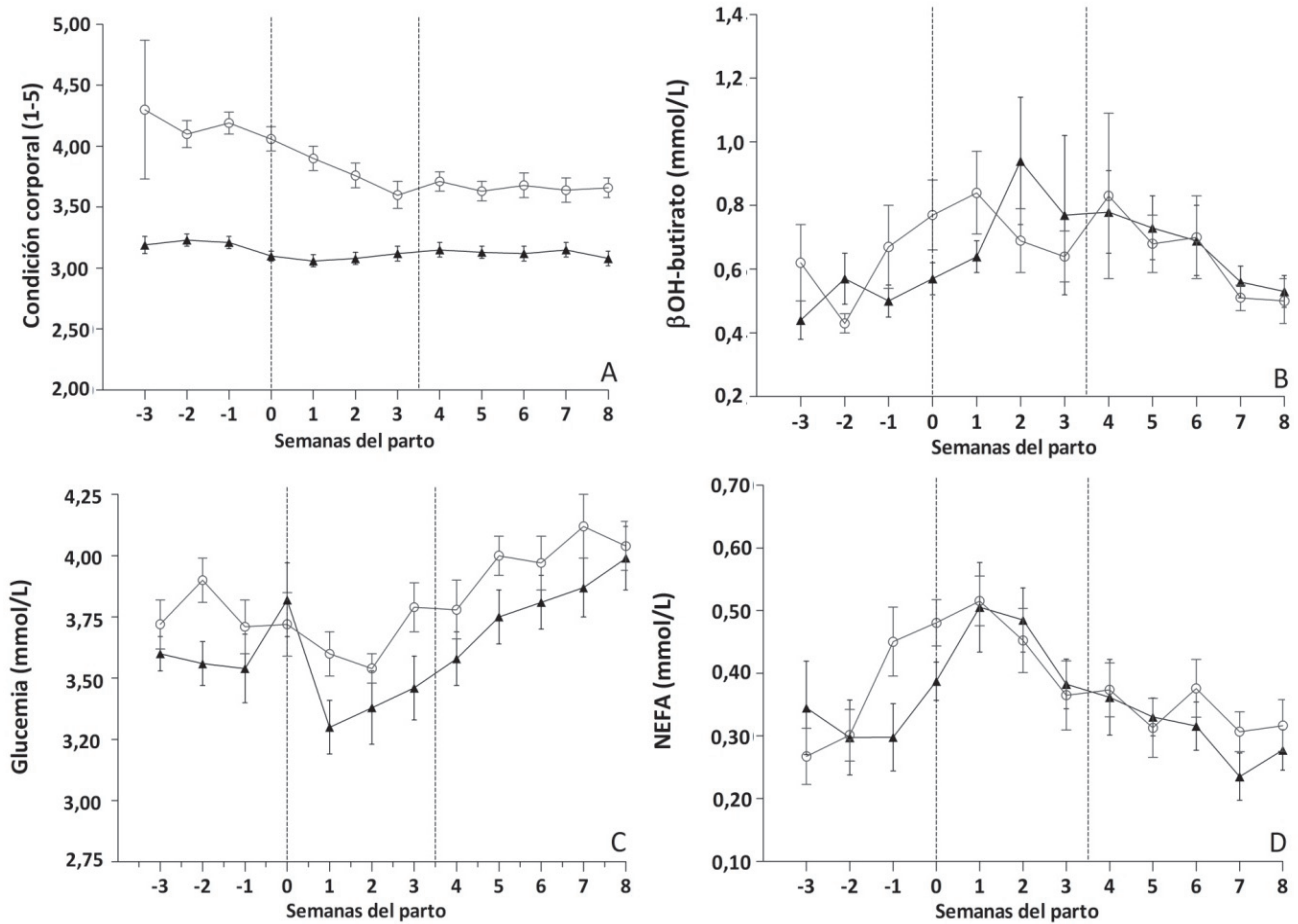 Condición corporal (1-5)
5,00
4,50
4,00
3,50
3,00
2,50
2,00
-3 -2 -1 0 1 2 3 4 5 6 7 8
Semanas del parto
A
βOH-butirato (mmol/L)
1,4
1,2
1,0
0,8
0,6
0,4
0,2
-3 -2 -1 0 1 2 3 4 5 6 7 8
Semanas del parto
B
Glucemia (mmol/L)
4,25
4,00
3,75
3,50
3,20
3,00
2,75
-3 -2 -1 0 1 2 3 4 5 6 7 8
Semanas del parto
C
NEFA (mmol/L)
0,70
0,60
0,50
0,40
0,30
0,20
0,10
-3 -2 -1 0 1 2 3 4 5 6 7 8
Semanas del parto
D